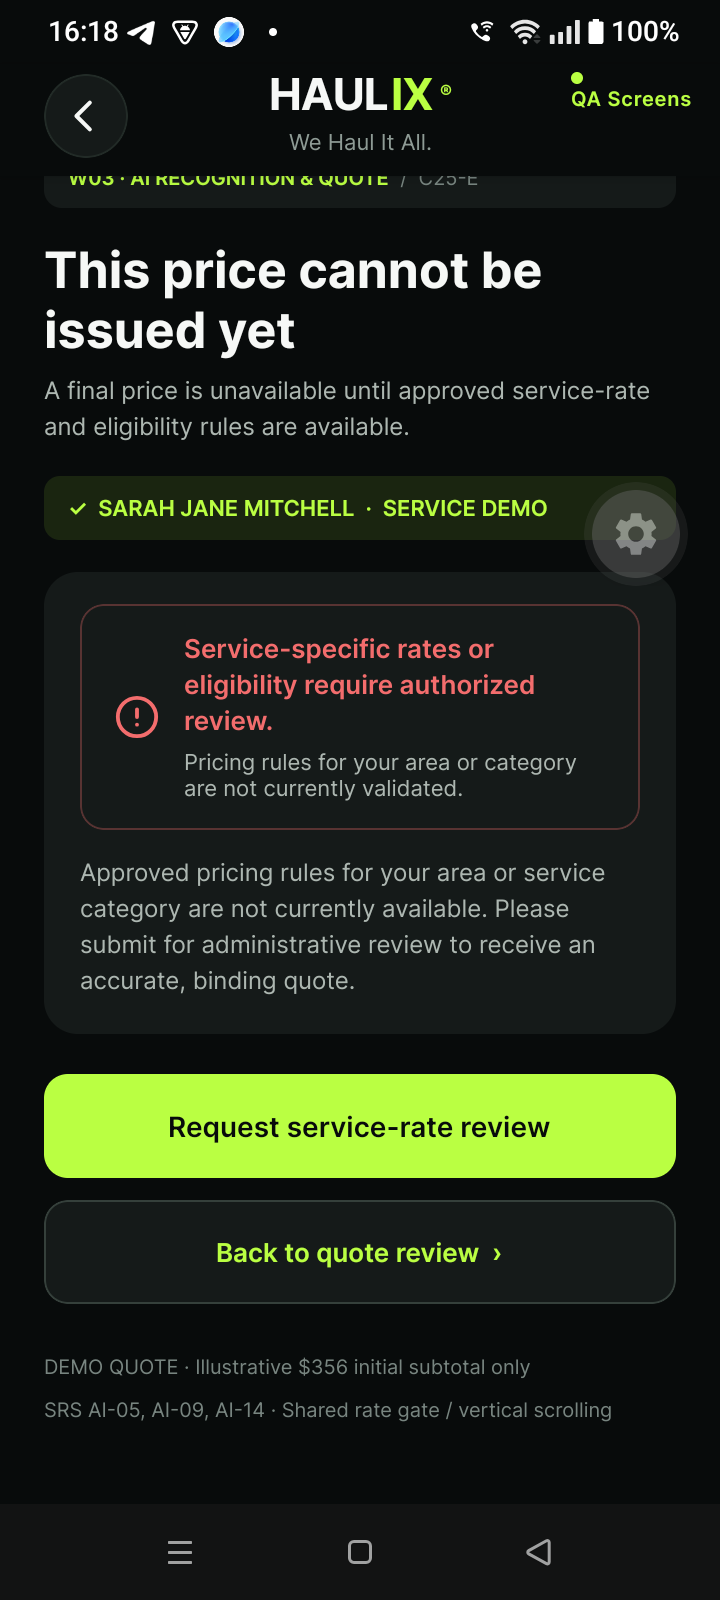 16:18
100%
HAULIX ®
We Haul It All.
QA Screens
W03 · AI RECOGNITION & QUOTE / C25-E
This price cannot be
issued yet
A final price is unavailable until approved service-rate
and eligibility rules are available.
✓ SARAH JANE MITCHELL · SERVICE DEMO
Service-specific rates or
eligibility require authorized
review.
Pricing rules for your area or category
are not currently validated.
Approved pricing rules for your area or service
category are not currently available. Please
submit for administrative review to receive an
accurate, binding quote.
Request service-rate review
Back to quote review ›
DEMO QUOTE · Illustrative $356 initial subtotal only
SRS AI-05, AI-09, AI-14 · Shared rate gate / vertical scrolling